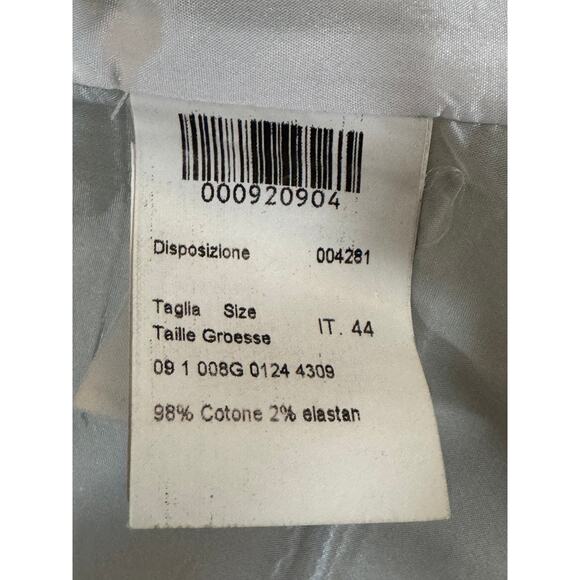 000920904
Disposizione 004281
Taglia Size
Taille Groesse IT. 44
09 1 008G 0124 4309
98% Cotone 2% elastan